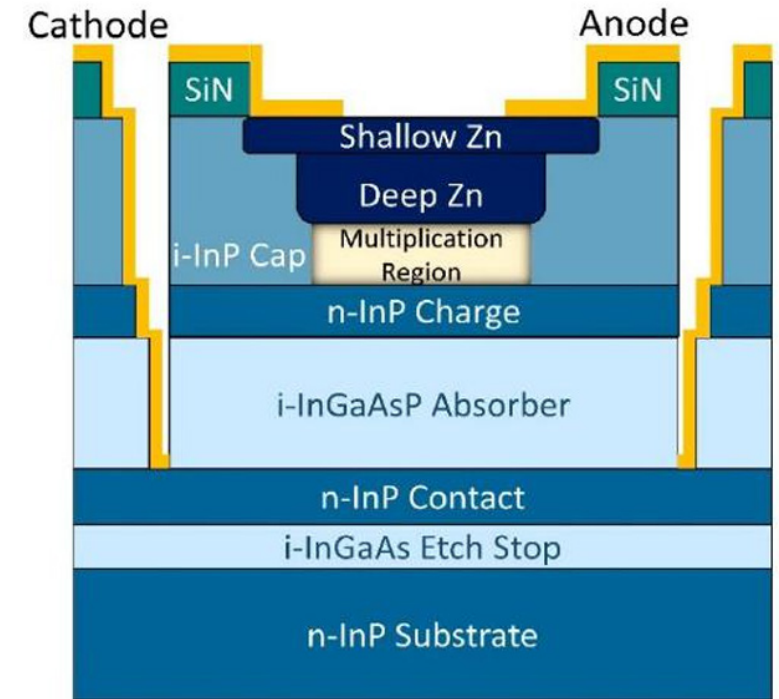 Cathode
Anode
SiN
SiN
Shallow Zn
Deep Zn
i-InP Cap
Multiplication
Region
n-InP Charge
i-InGaAsP Absorber
n-InP Contact
i-InGaAs Etch Stop
n-InP Substrate